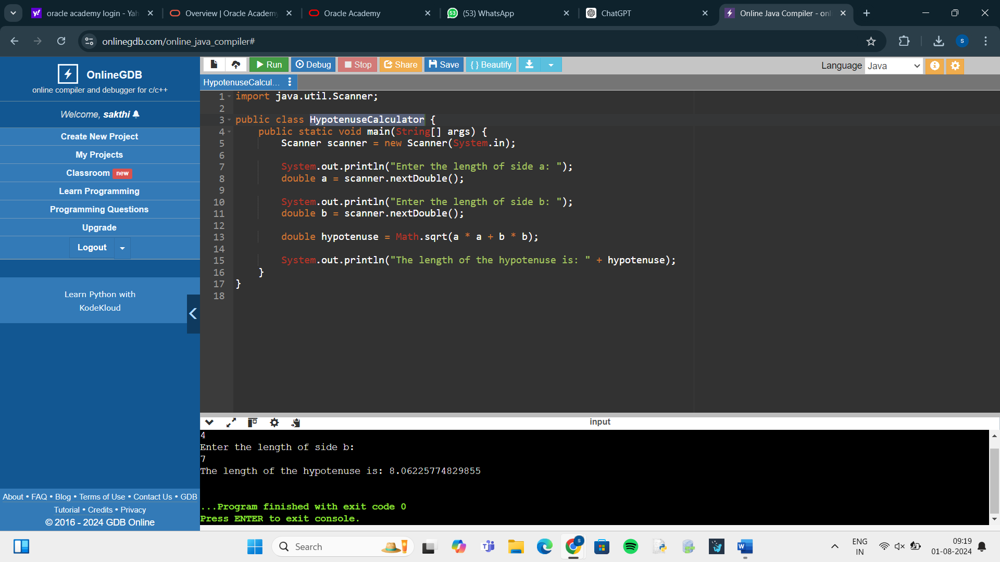 oracle academy login - Yah
Overview | Oracle Academy
Oracle Academy
(53) WhatsApp
ChatGPT
Online Java Compiler - onl
onlinegdb.com/online_java_compiler#
S
OnlineGDB
online compiler and debugger for c/c++
Welcome, sakthi
Create New Project
My Projects
Classroom new
Learn Programming
Programming Questions
Upgrade
Logout
Learn Python with
KodeKloud
About • FAQ • Blog • Terms of Use • Contact Us • GDB
Tutorial • Credits • Privacy
© 2016 - 2024 GDB Online
Run Debug Stop Share Save { } Beautify
Language Java
HypotenuseCalcul...
1 import java.util.Scanner;
2
3 public class HypotenuseCalculator {
4 public static void main(String[] args) {
5 Scanner scanner = new Scanner(System.in);
6
7 System.out.println("Enter the length of side a: ");
8 double a = scanner.nextDouble();
9
10 System.out.println("Enter the length of side b: ");
11 double b = scanner.nextDouble();
12
13 double hypotenuse = Math.sqrt(a * a + b * b);
14
15 System.out.println("The length of the hypotenuse is: " + hypotenuse);
16 }
17 }
18
input
4
Enter the length of side b:
7
The length of the hypotenuse is: 8.06225774829855
...Program finished with exit code 0
Press ENTER to exit console.
Search
ENG
IN
09:19
01-08-2024